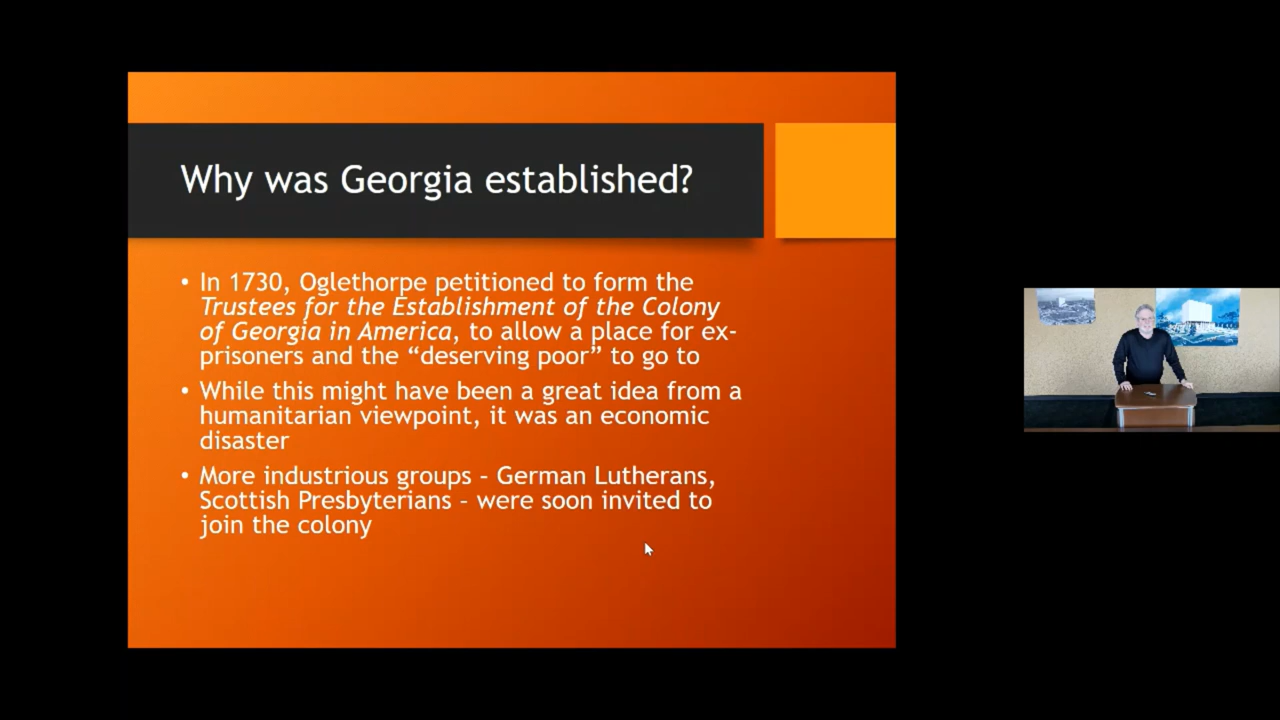 Why was Georgia established?
• In 1730, Oglethorpe petitioned to form the
Trustees for the Establishment of the Colony
of Georgia in America, to allow a place for ex-
prisoners and the “deserving poor” to go to
• While this might have been a great idea from a
humanitarian viewpoint, it was an economic
disaster
• More industrious groups – German Lutherans,
Scottish Presbyterians – were soon invited to
join the colony